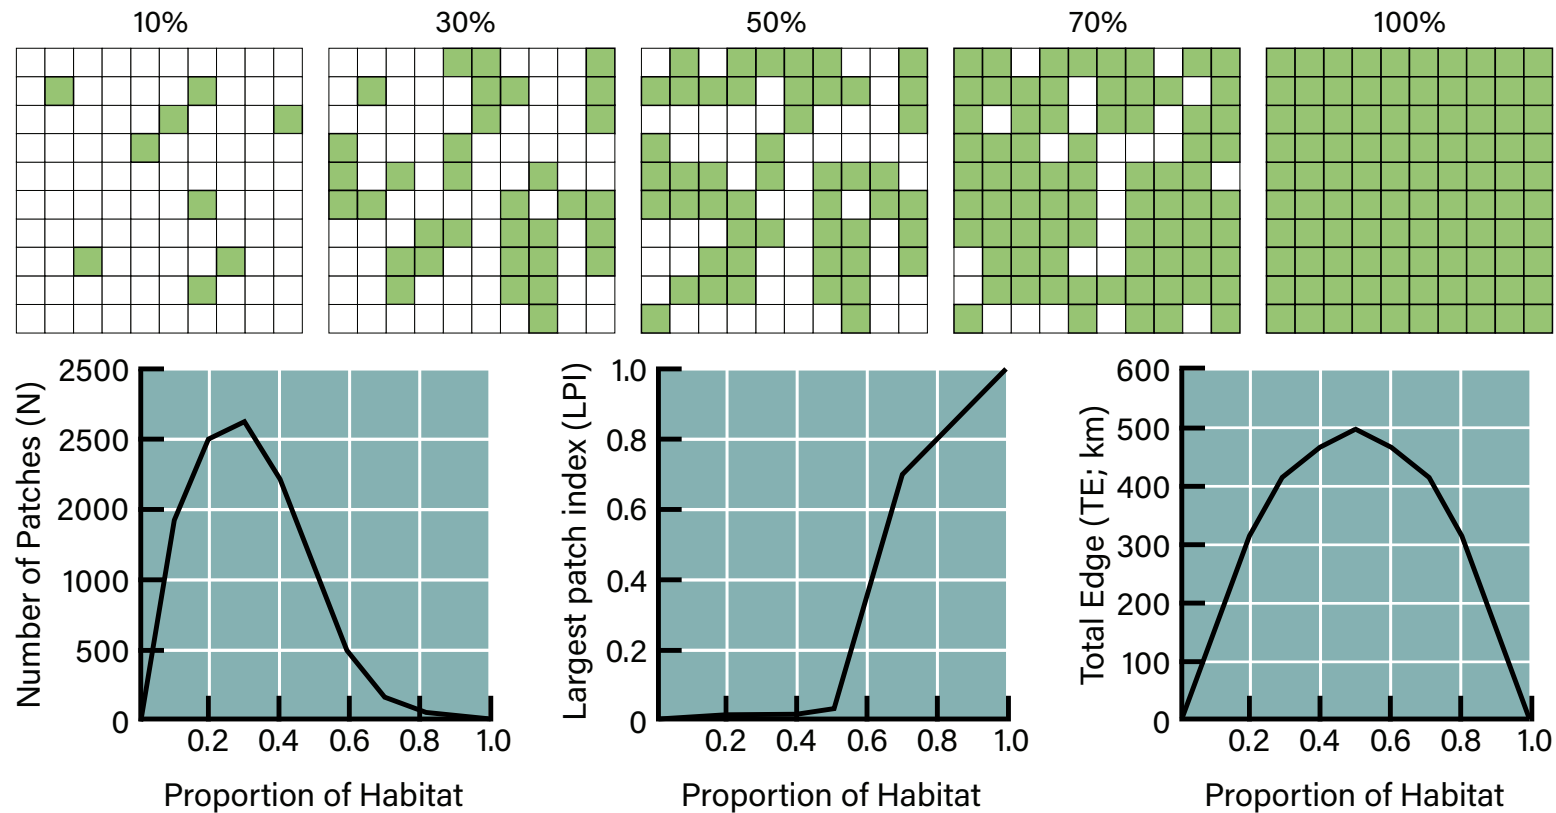 10% 30% 50% 70% 100%
Number of Patches (N)
2500
2500
2000
1000
500
0
0.2 0.4 0.6 0.8 1.0
Proportion of Habitat
Largest patch index (LPI)
1.0
0.8
0.6
0.4
0.2
0
0.2 0.4 0.6 0.8 1.0
Proportion of Habitat
Total Edge (TE; km)
600
500
400
300
200
100
0
0.2 0.4 0.6 0.8 1.0
Proportion of Habitat